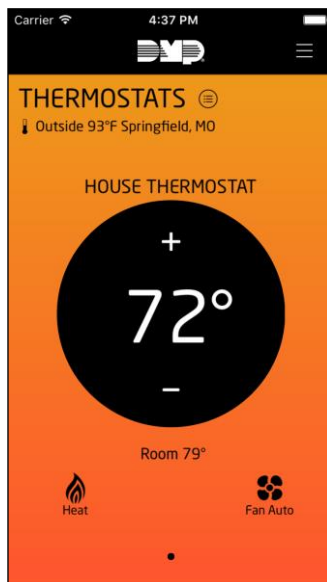 Carrier 4:37 PM
DMP
THERMOSTATS
Outside 93°F Springfield, MO
HOUSE THERMOSTAT
+
72°
−
Room 79°
Heat Fan Auto